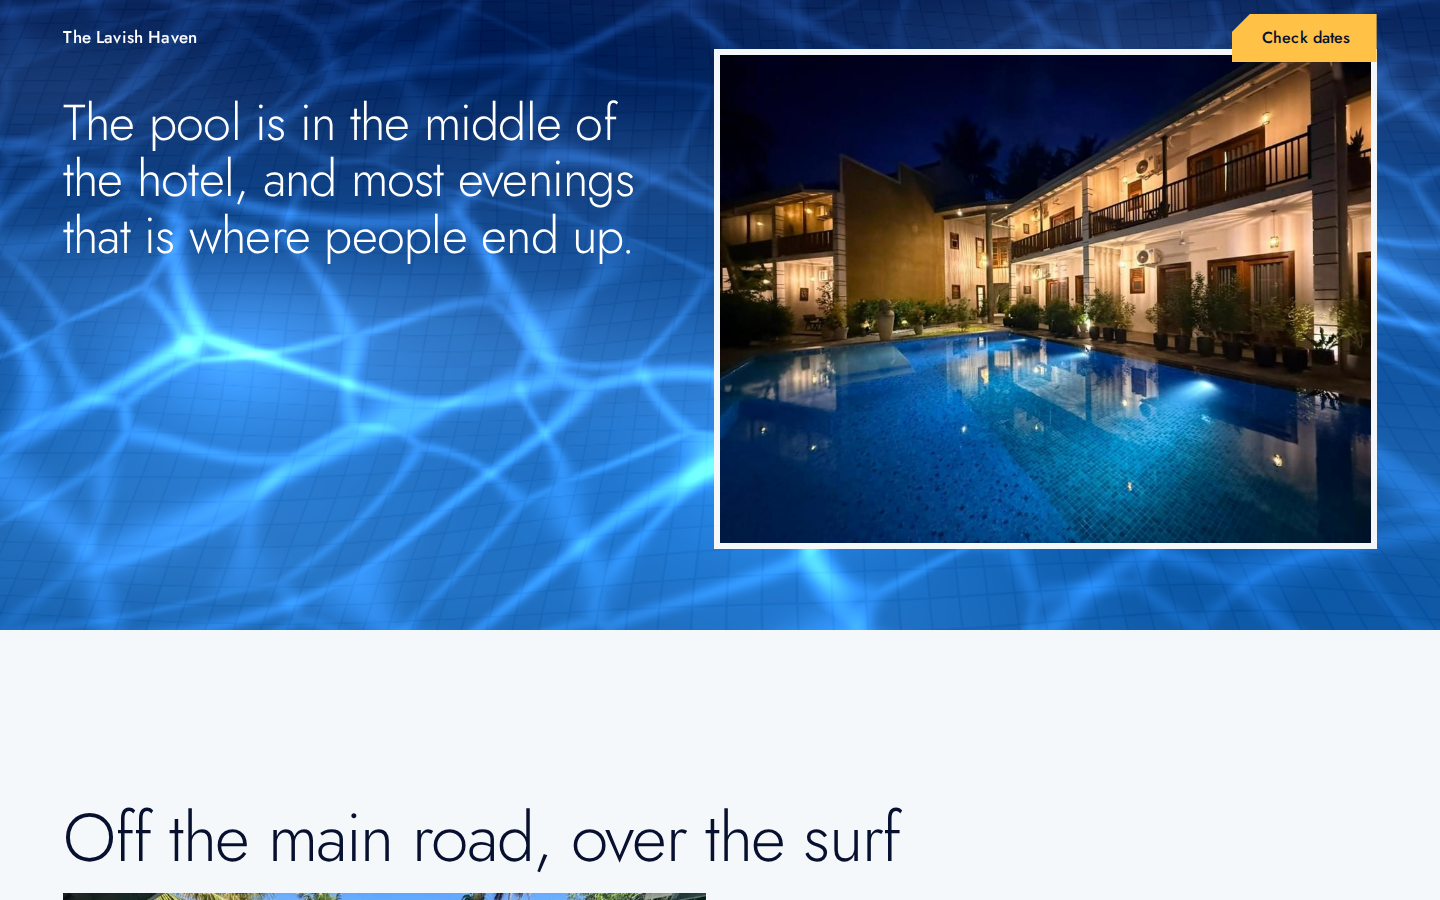 The Lavish Haven
Check dates
The pool is in the middle of
the hotel, and most evenings
that is where people end up.
Off the main road, over the surf